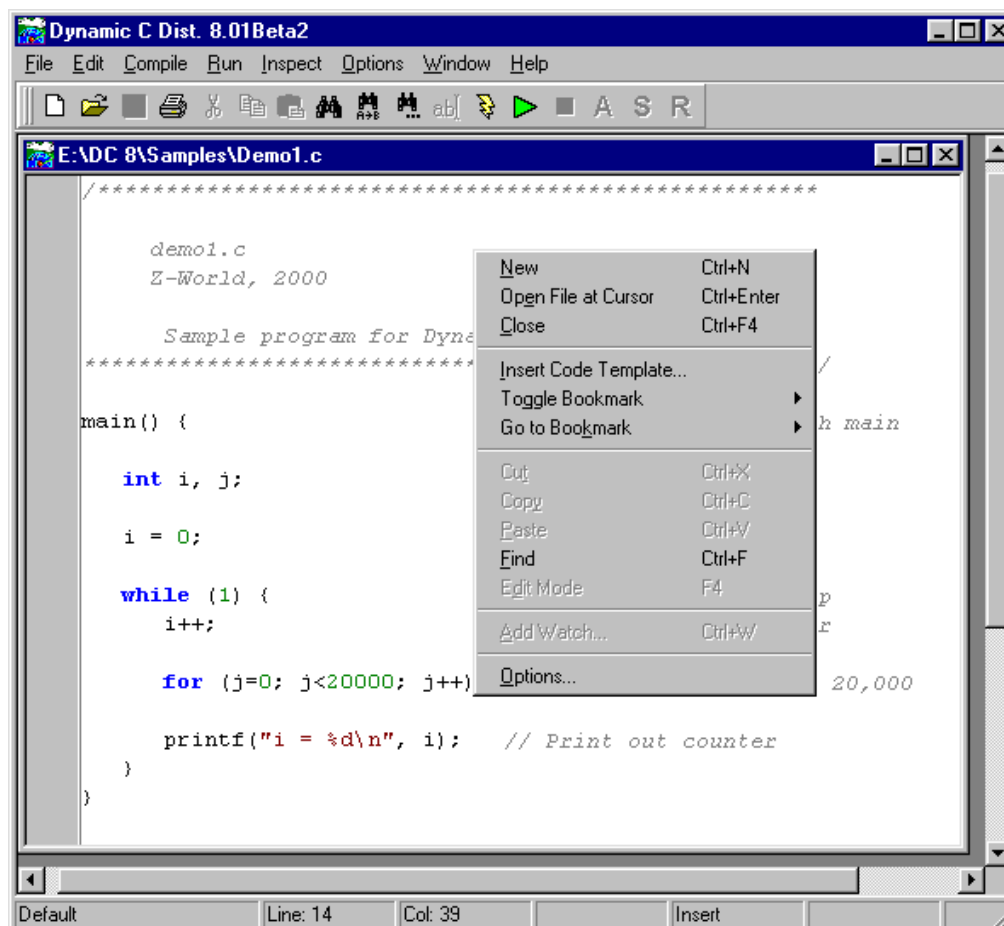 Dynamic C Dist. 8.01Beta2
File Edit Compile Run Inspect Options Window Help
A→B ab A S R
E:\DC 8\Samples\Demo1.c
/*****************************************************
demo1.c
Z-World, 2000
Sample program for Dyna
***************************** /
main() { h main
int i, j;
i = 0;
while (1) { p
i++; r
for (j=0; j<20000; j++) 20,000
printf("i = %d\n", i); // Print out counter
}
}
New Ctrl+N
Open File at Cursor Ctrl+Enter
Close Ctrl+F4
Insert Code Template...
Toggle Bookmark
Go to Bookmark
Cut Ctrl+X
Copy Ctrl+C
Paste Ctrl+V
Find Ctrl+F
Edit Mode F4
Add Watch... Ctrl+W
Options...
Default Line: 14 Col: 39 Insert